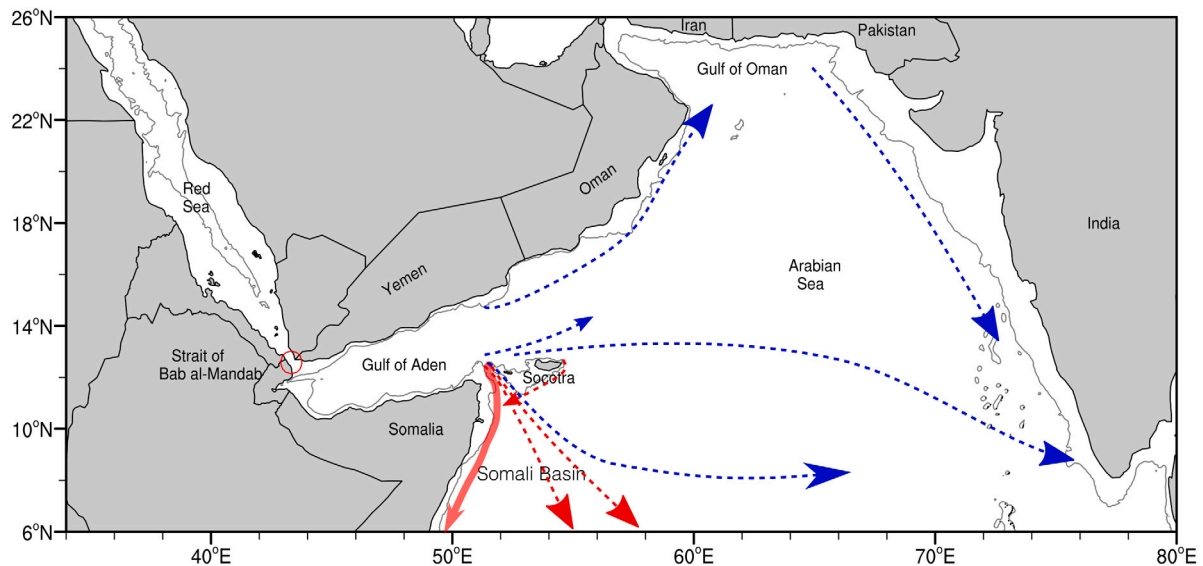 26°N
22°N
18°N
14°N
10°N
6°N
40°E
50°E
60°E
70°E
80°E
Iran
Pakistan
Gulf of Oman
Red
Sea
Oman
India
Yemen
Arabian
Sea
Strait of
Bab al-Mandab
Gulf of Aden
Socotra
Somalia
Somali Basin